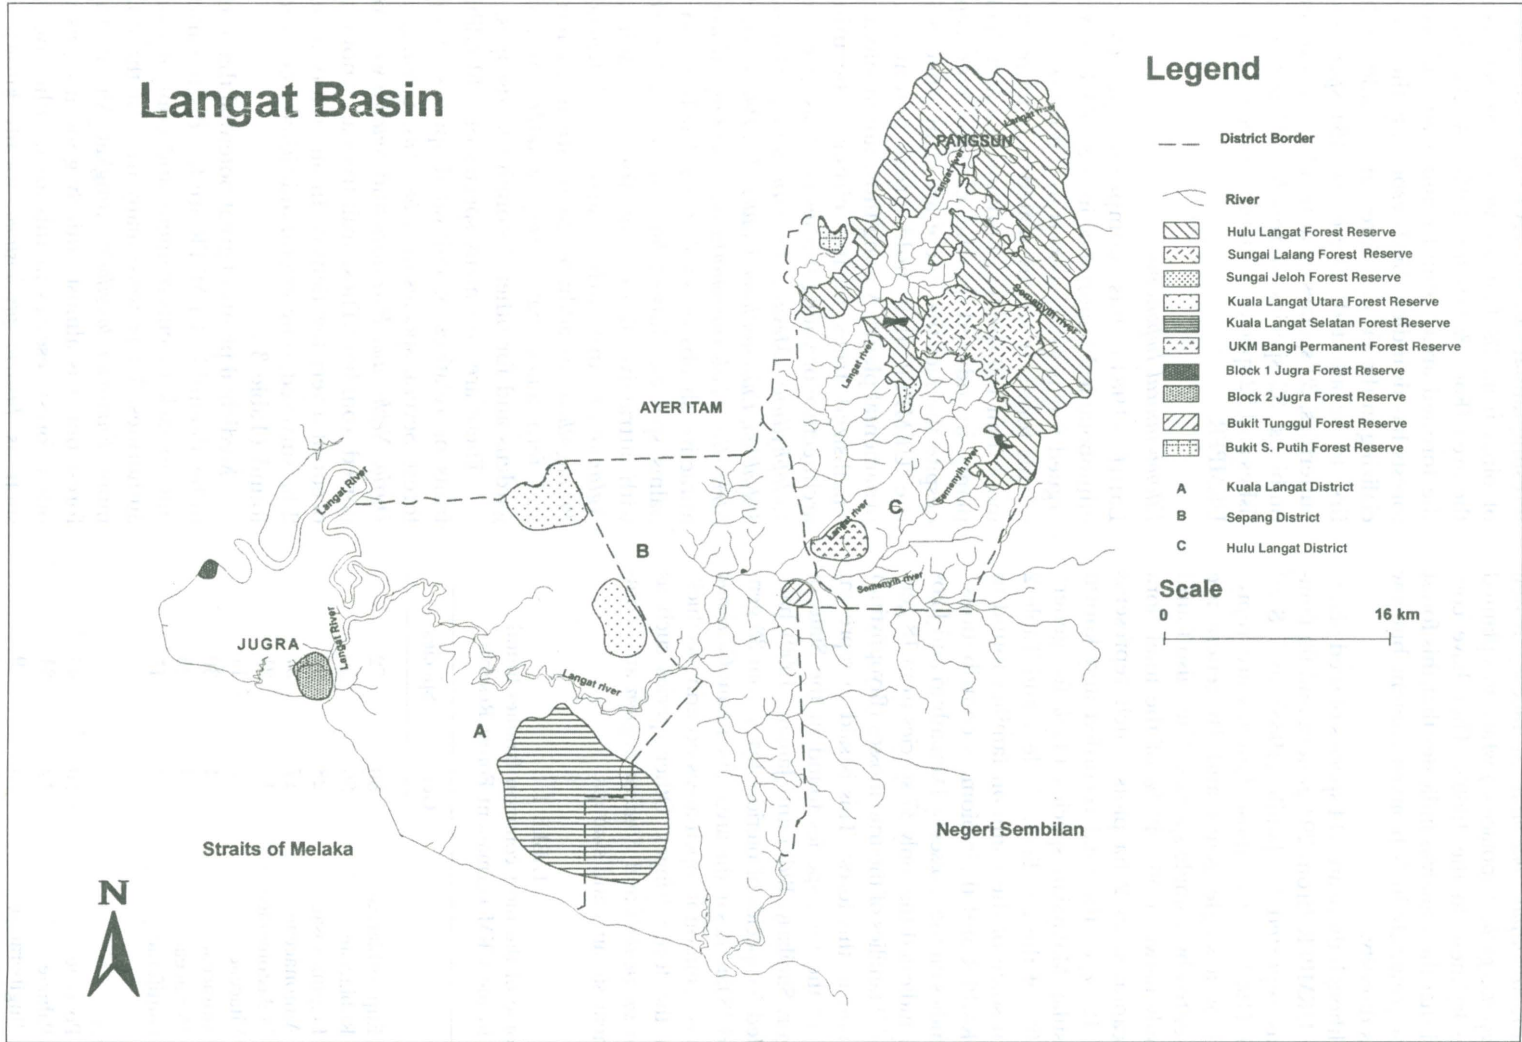 Langat Basin
Legend
District Border
River
Hulu Langat Forest Reserve
Sungai Lalang Forest Reserve
Sungai Jeloh Forest Reserve
Kuala Langat Utara Forest Reserve
Kuala Langat Selatan Forest Reserve
UKM Bangi Permanent Forest Reserve
Block 1 Jugra Forest Reserve
Block 2 Jugra Forest Reserve
Bukit Tunggul Forest Reserve
Bukit S. Putih Forest Reserve
A Kuala Langat District
B Sepang District
C Hulu Langat District
Scale
0 16 km
Langat river
PANGSUN
Langat river
Semenyih river
Langat river
AYER ITAM
Semenyih river
Langat River
Langat river
C
B
Semenyih river
Langat River
JUGRA
Langat river
A
Negeri Sembilan
Straits of Melaka
N